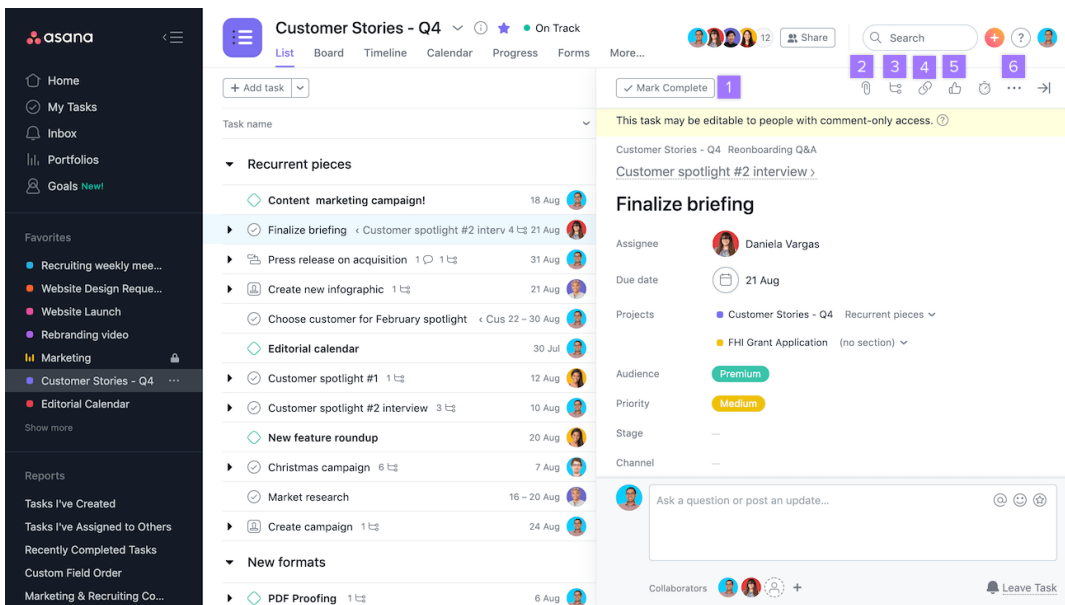 asana
Home
My Tasks
Inbox
Portfolios
Goals New!
Favorites
Recruiting weekly mee...
Website Design Reque...
Website Launch
Rebranding video
Marketing
Customer Stories - Q4 ...
Editorial Calendar
Show more
Reports
Tasks I've Created
Tasks I've Assigned to Others
Recently Completed Tasks
Custom Field Order
Marketing & Recruiting Co...
Customer Stories - Q4 On Track
List Board Timeline Calendar Progress Forms More...
12 Share Search + ?
+ Add task
Task name
Recurrent pieces
Content marketing campaign! 18 Aug
Finalize briefing ‹ Customer spotlight #2 interv 4 21 Aug
Press release on acquisition 1 1 31 Aug
Create new infographic 1 21 Aug
Choose customer for February spotlight ‹ Cus 22 – 30 Aug
Editorial calendar 30 Jul
Customer spotlight #1 1 12 Aug
Customer spotlight #2 interview 3 10 Aug
New feature roundup 20 Aug
Christmas campaign 6 7 Aug
Market research 16 – 20 Aug
Create campaign 1 24 Aug
New formats
PDF Proofing 1 6 Aug
2 3 4 5 6
Mark Complete 1
This task may be editable to people with comment-only access. ?
Customer Stories - Q4 Reonboarding Q&A
Customer spotlight #2 interview ›
Finalize briefing
Assignee Daniela Vargas
Due date 21 Aug
Projects Customer Stories - Q4 Recurrent pieces
FHI Grant Application (no section)
Audience Premium
Priority Medium
Stage —
Channel —
Ask a question or post an update...
Collaborators + Leave Task